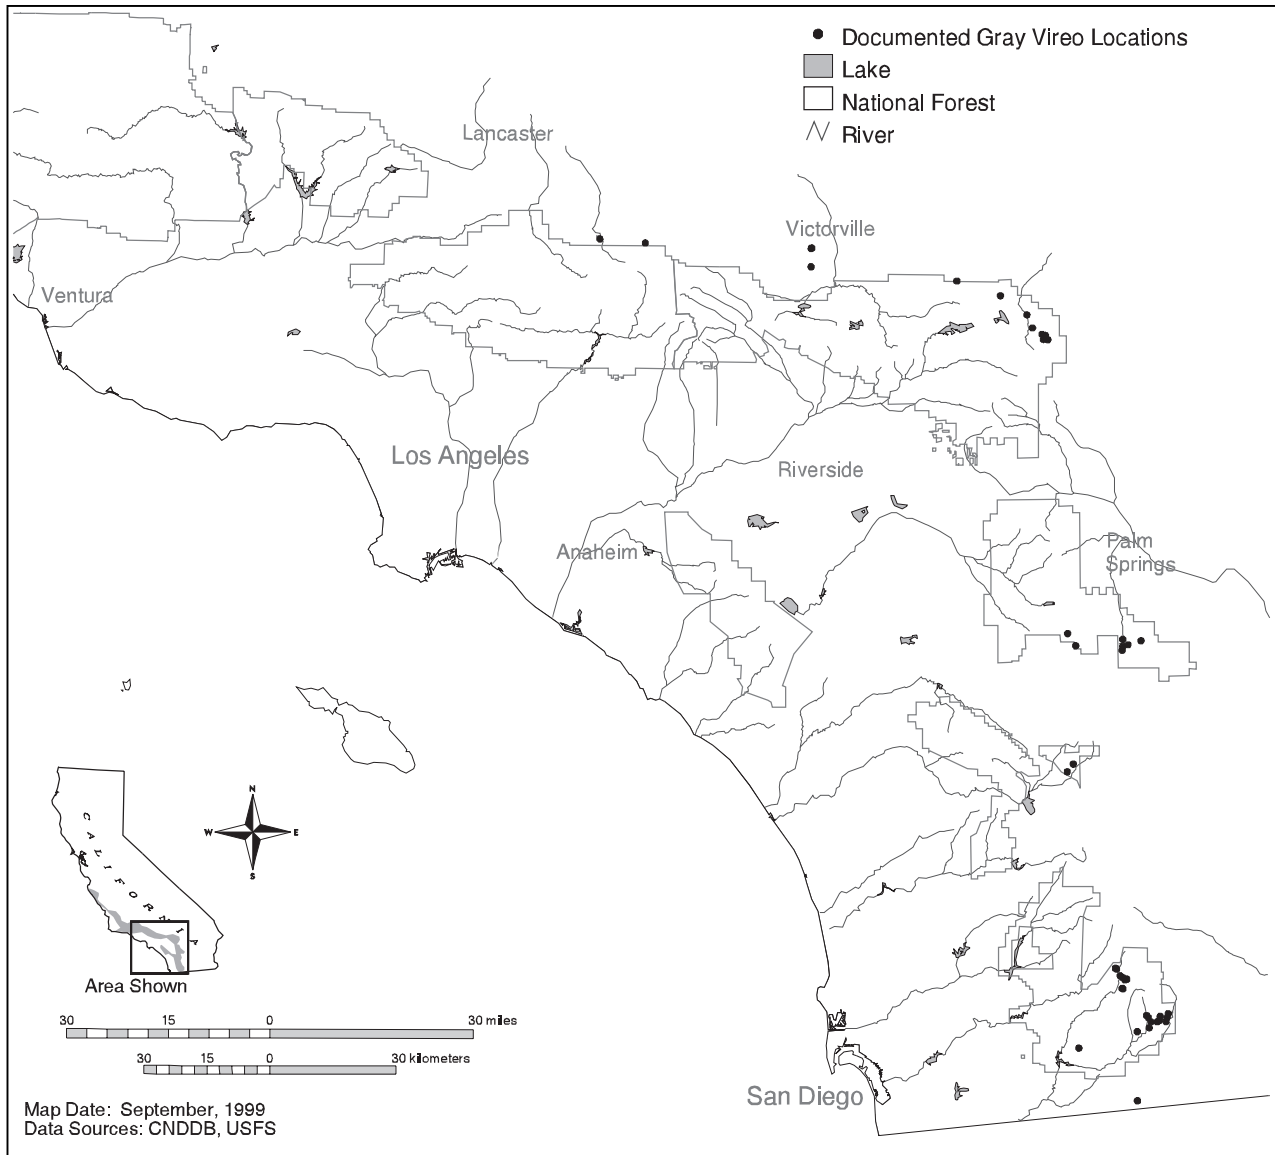 Documented Gray Vireo Locations
Lake
National Forest
River
Lancaster
Victorville
Ventura
Los Angeles
Riverside
Anaheim
Palm
Springs
N
W E
S
CALIFORNIA
Area Shown
30 15 0 30 miles
30 15 0 30 kilometers
San Diego
Map Date: September, 1999
Data Sources: CNDDB, USFS